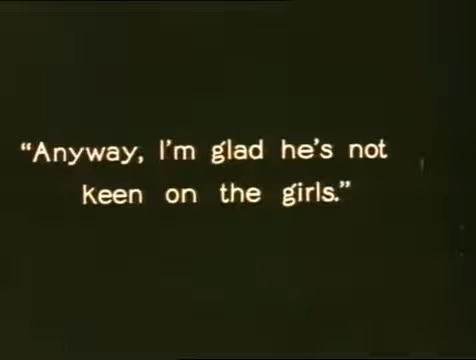 “Anyway, I’m glad he’s not
keen on the girls.”